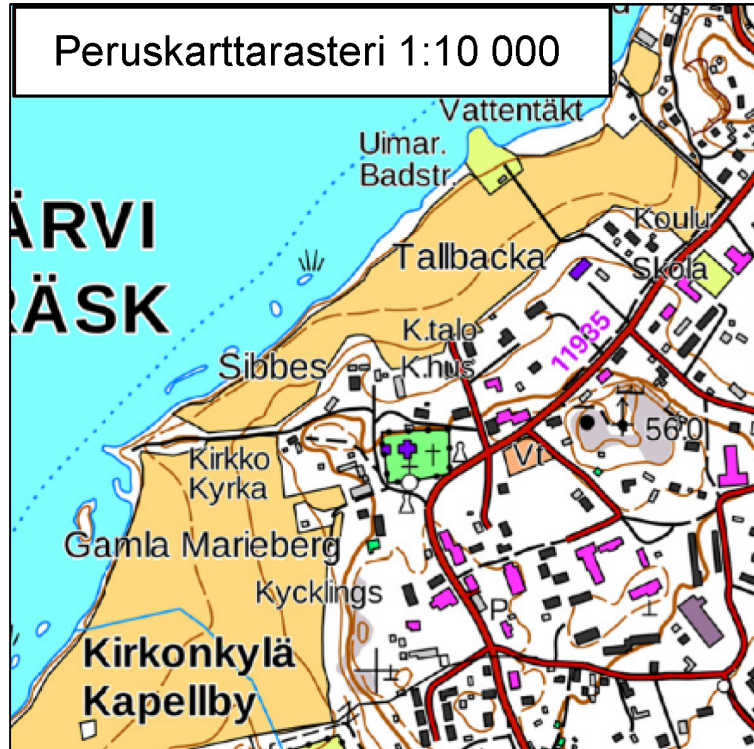 Peruskarttarasteri 1:10 000
Vattentäkt
Uimar.
Badstr.
ÄRVI
RÄSK
Koulu
Skola
Tallbacka
11935
K.talo
K.hus
Sibbes
56.0
Vt
Kirkko
Kyrka
Gamla Marieberg
Kycklings
P
Kirkonkylä
Kapellby